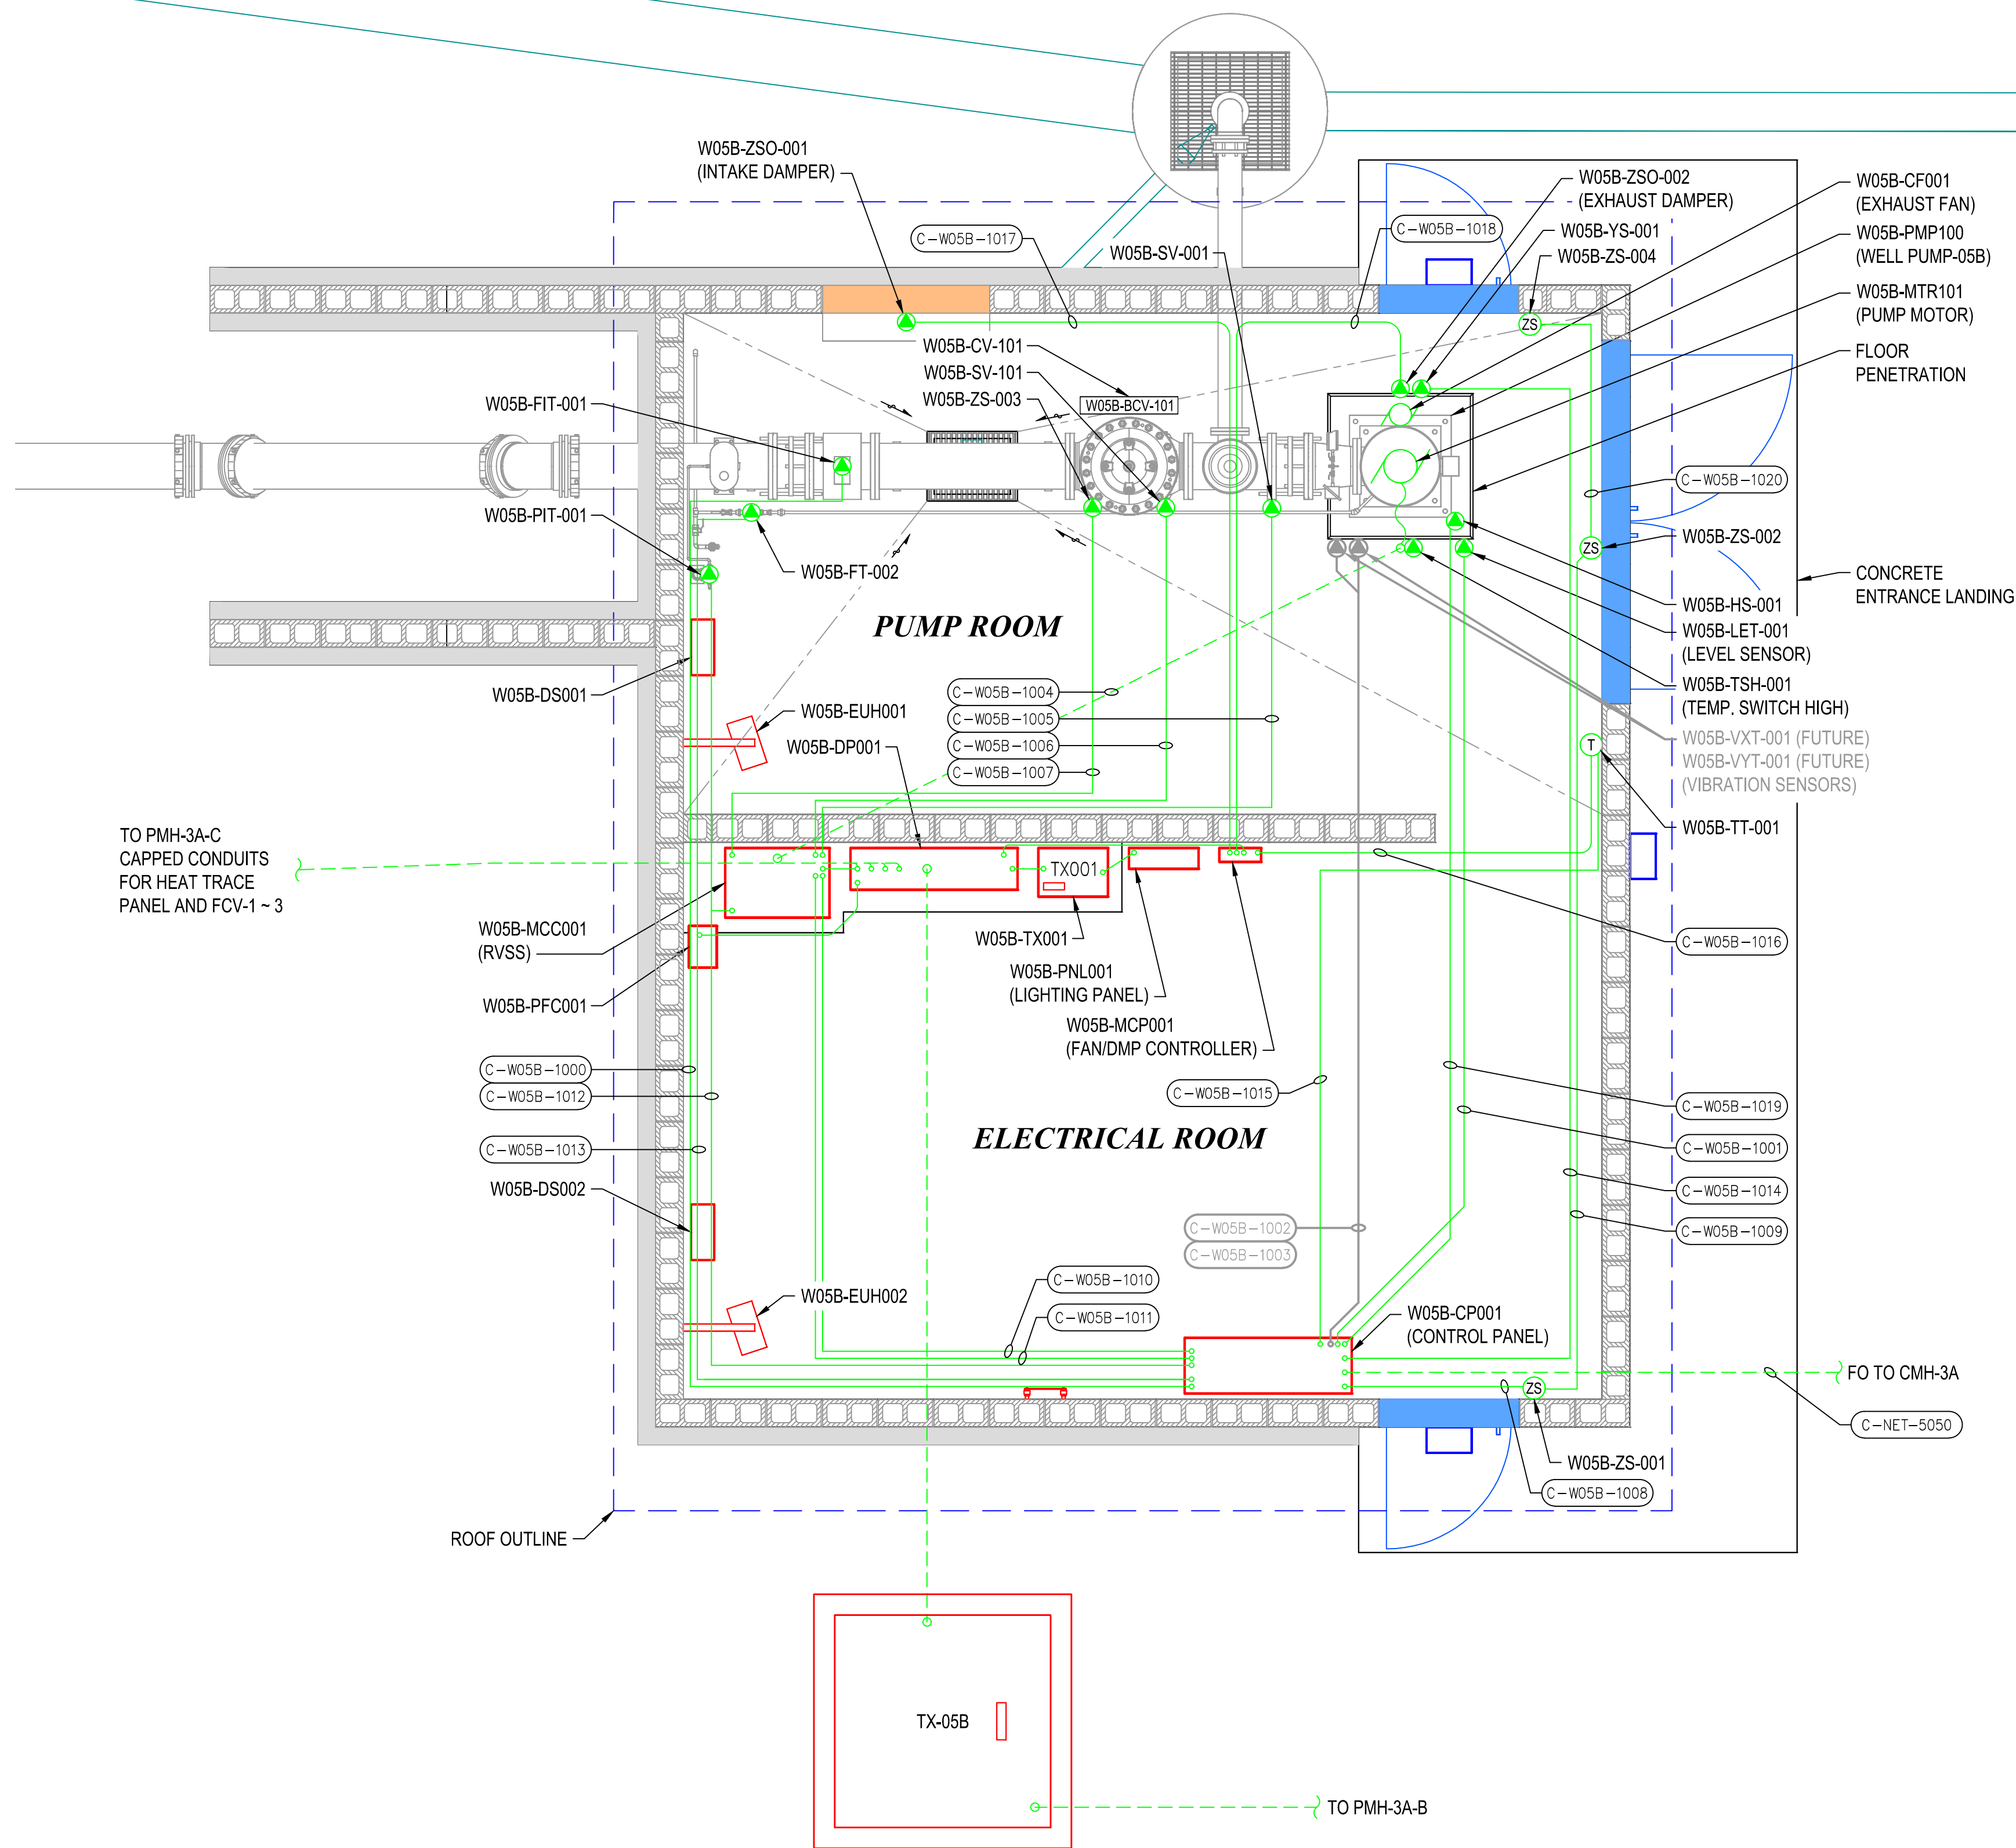 W05B-ZSO-001
(INTAKE DAMPER)
C-W05B-1017
W05B-SV-001
C-W05B-1018
W05B-ZSO-002
(EXHAUST DAMPER)
W05B-YS-001
W05B-ZS-004
W05B-CF001
(EXHAUST FAN)
W05B-PMP100
(WELL PUMP-05B)
W05B-MTR101
(PUMP MOTOR)
FLOOR
PENETRATION
ZS
W05B-CV-101
W05B-SV-101
W05B-ZS-003
W05B-BCV-101
W05B-FIT-001
W05B-PIT-001
W05B-FT-002
C-W05B-1020
ZS
W05B-ZS-002
CONCRETE
ENTRANCE LANDING
W05B-HS-001
W05B-LET-001
(LEVEL SENSOR)
W05B-TSH-001
(TEMP. SWITCH HIGH)
W05B-VXT-001 (FUTURE)
W05B-VYT-001 (FUTURE)
(VIBRATION SENSORS)
T
W05B-TT-001
PUMP ROOM
W05B-DS001
W05B-EUH001
W05B-DP001
C-W05B-1004
C-W05B-1005
C-W05B-1006
C-W05B-1007
TO PMH-3A-C
CAPPED CONDUITS
FOR HEAT TRACE
PANEL AND FCV-1 ~ 3
TX001
W05B-MCC001
(RVSS)
W05B-TX001
W05B-PNL001
(LIGHTING PANEL)
W05B-MCP001
(FAN/DMP CONTROLLER)
C-W05B-1016
W05B-PFC001
C-W05B-1000
C-W05B-1012
C-W05B-1013
W05B-DS002
C-W05B-1015
ELECTRICAL ROOM
C-W05B-1019
C-W05B-1001
C-W05B-1014
C-W05B-1009
C-W05B-1002
C-W05B-1003
W05B-EUH002
C-W05B-1010
C-W05B-1011
W05B-CP001
(CONTROL PANEL)
FO TO CMH-3A
ZS
C-NET-5050
W05B-ZS-001
C-W05B-1008
ROOF OUTLINE
TX-05B
TO PMH-3A-B